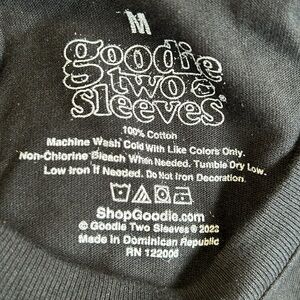 M
goodie
two
sleeves®
100% Cotton
Machine Wash Cold With Like Colors Only.
Non-Chlorine Bleach When Needed. Tumble Dry Low.
Low Iron If Needed. Do Not Iron Decoration.
ShopGoodie.com
© Goodie Two Sleeves ® 2023
Made in Dominican Republic
RN 122006